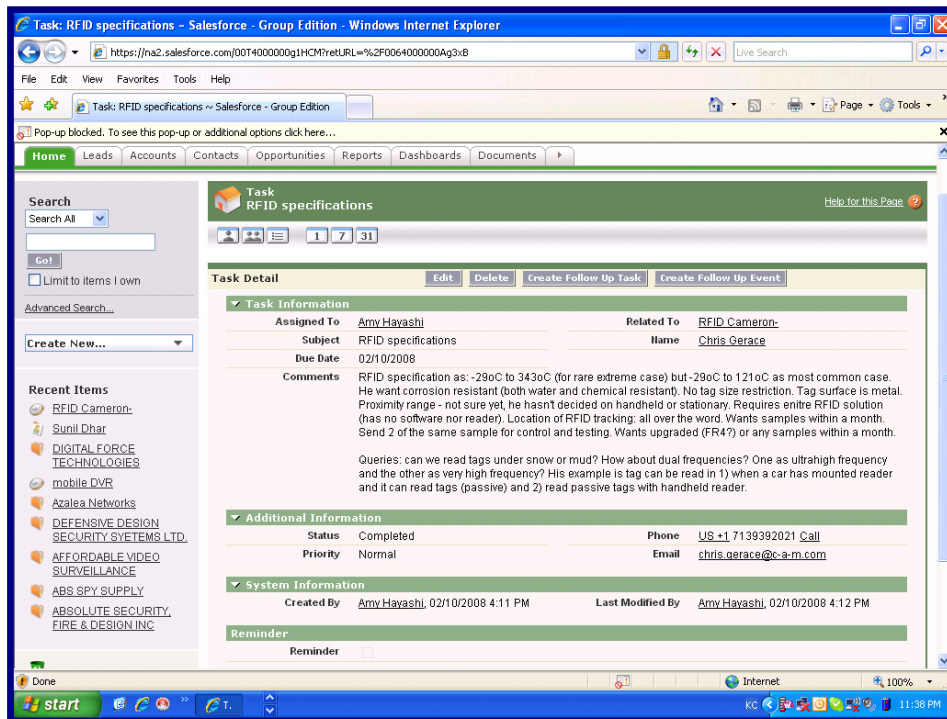 Task: RFID specifications ~ Salesforce - Group Edition - Windows Internet Explorer
https://na2.salesforce.com/00T4000000g1HCM?retURL=%2F0064000000Ag3xB
Live Search
File Edit View Favorites Tools Help
Task: RFID specifications ~ Salesforce - Group Edition
Page Tools
Pop-up blocked. To see this pop-up or additional options click here...
Home Leads Accounts Contacts Opportunities Reports Dashboards Documents
Search
Search All
Go!
Limit to items I own
Advanced Search...
Create New...
Recent Items
RFID Cameron-
Sunil Dhar
DIGITAL FORCE
TECHNOLOGIES
mobile DVR
Azalea Networks
DEFENSIVE DESIGN
SECURITY SYETEMS LTD.
AFFORDABLE VIDEO
SURVEILLANCE
ABS SPY SUPPLY
ABSOLUTE SECURITY,
FIRE & DESIGN INC
Task
RFID specifications
Help for this Page ?
1 7 31
Task Detail Edit Delete Create Follow Up Task Create Follow Up Event
Task Information
Assigned To Amy Hayashi Related To RFID Cameron-
Subject RFID specifications Name Chris Gerace
Due Date 02/10/2008
Comments RFID specification as: -29oC to 343oC (for rare extreme case) but -29oC to 121oC as most common case.
He want corrosion resistant (both water and chemical resistant). No tag size restriction. Tag surface is metal.
Proximity range - not sure yet, he hasn't decided on handheld or stationary. Requires enitre RFID solution
(has no software nor reader). Location of RFID tracking: all over the word. Wants samples within a month.
Send 2 of the same sample for control and testing. Wants upgraded (FR4?) or any samples within a month.
Queries: can we read tags under snow or mud? How about dual frequencies? One as ultrahigh frequency
and the other as very high frequency? His example is tag can be read in 1) when a car has mounted reader
and it can read tags (passive) and 2) read passive tags with handheld reader.
Additional Information
Status Completed Phone US +1 7139392021 Call
Priority Normal Email chris.gerace@c-a-m.com
System Information
Created By Amy Hayashi, 02/10/2008 4:11 PM Last Modified By Amy Hayashi, 02/10/2008 4:12 PM
Reminder
Reminder
Done Internet 100%
start T. KC 11:38 PM